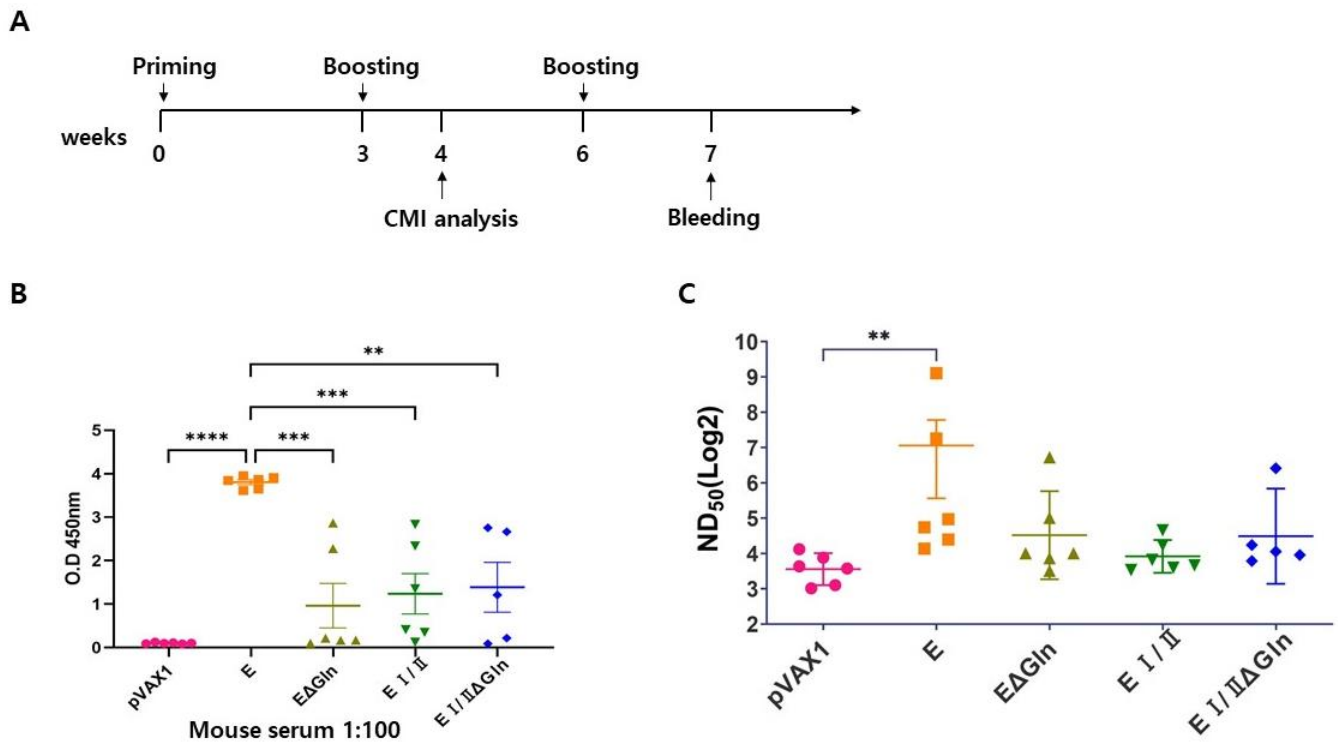 A
Priming Boosting Boosting
weeks
0 3 4 6 7
CMI analysis Bleeding
B
**
***
**** ***
O.D 450nm
5
4
3
2
1
0
pVAX1 E EΔGln E Ⅰ/Ⅱ E Ⅰ/ⅡΔGln
Mouse serum 1:100
C
**
ND50(Log2)
10
9
8
7
6
5
4
3
2
pVAX1 E EΔGln E Ⅰ/Ⅱ E Ⅰ/ⅡΔGln